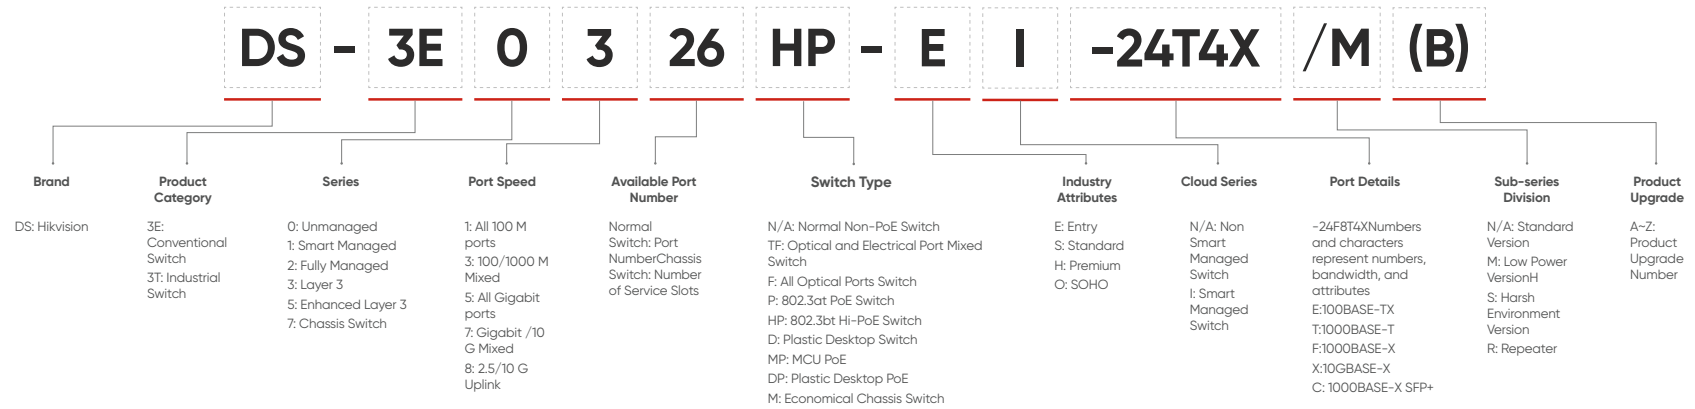 DS - 3E 0 3 26 HP - E I -24T4X /M (B)
Brand
DS: Hikvision
Product
Category
3E:
Conventional
Switch
3T: Industrial
Switch
Series
0: Unmanaged
1: Smart Managed
2: Fully Managed
3: Layer 3
5: Enhanced Layer 3
7: Chassis Switch
Port Speed
1: All 100 M
ports
3: 100/1000 M
Mixed
5: All Gigabit
ports
7: Gigabit /10
G Mixed
8: 2.5/10 G
Uplink
Available Port
Number
Normal
Switch: Port
NumberChassis
Switch: Number
of Service Slots
Switch Type
N/A: Normal Non-PoE Switch
TF: Optical and Electrical Port Mixed
Switch
F: All Optical Ports Switch
P: 802.3at PoE Switch
HP: 802.3bt Hi-PoE Switch
D: Plastic Desktop Switch
MP: MCU PoE
DP: Plastic Desktop PoE
M: Economical Chassis Switch
Industry
Attributes
E: Entry
S: Standard
H: Premium
O: SOHO
Cloud Series
N/A: Non
Smart
Managed
Switch
I: Smart
Managed
Switch
Port Details
-24F8T4XNumbers
and characters
represent numbers,
bandwidth, and
attributes
E:100BASE-TX
T:1000BASE-T
F:1000BASE-X
X:10GBASE-X
C: 1000BASE-X SFP+
Sub-series
Division
N/A: Standard
Version
M: Low Power
VersionH
S: Harsh
Environment
Version
R: Repeater
Product
Upgrade
A~Z:
Product
Upgrade
Number